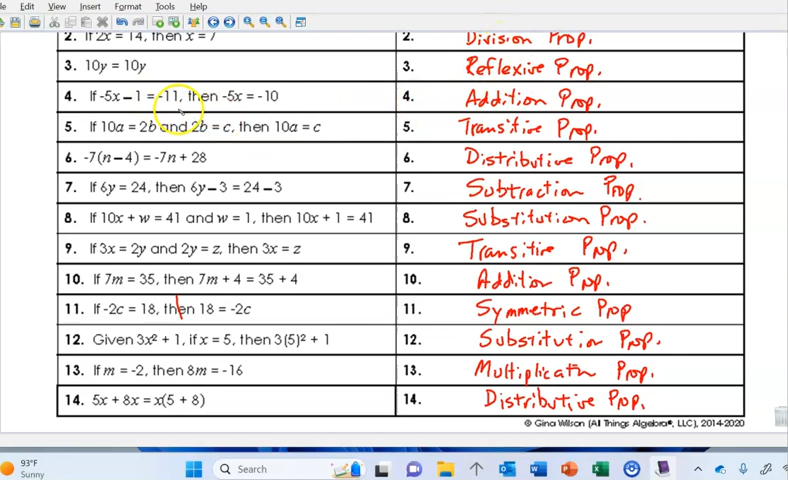 File Edit View Insert Format Tools Help
2. If 2x = 14, then x = 7 2. Division Prop.
3. 10y = 10y 3. Reflexive Prop.
4. If -5x – 1 = -11, then -5x = -10 4. Addition Prop.
5. If 10a = 2b and 2b = c, then 10a = c 5. Transitive Prop.
6. -7(n – 4) = -7n + 28 6. Distributive Prop.
7. If 6y = 24, then 6y – 3 = 24 – 3 7. Subtraction Prop.
8. If 10x + w = 41 and w = 1, then 10x + 1 = 41 8. Substitution Prop.
9. If 3x = 2y and 2y = z, then 3x = z 9. Transitive Prop.
10. If 7m = 35, then 7m + 4 = 35 + 4 10. Addition Prop.
11. If -2c = 18, then 18 = -2c 11. Symmetric Prop
12. Given 3x² + 1, if x = 5, then 3(5)² + 1 12. Substitution Prop.
13. If m = -2, then 8m = -16 13. Multiplicatn Prop.
14. 5x + 8x = x(5 + 8) 14. Distributive Prop.
© Gina Wilson (All Things Algebra®, LLC), 2014-2020
93°F
Sunny
Search